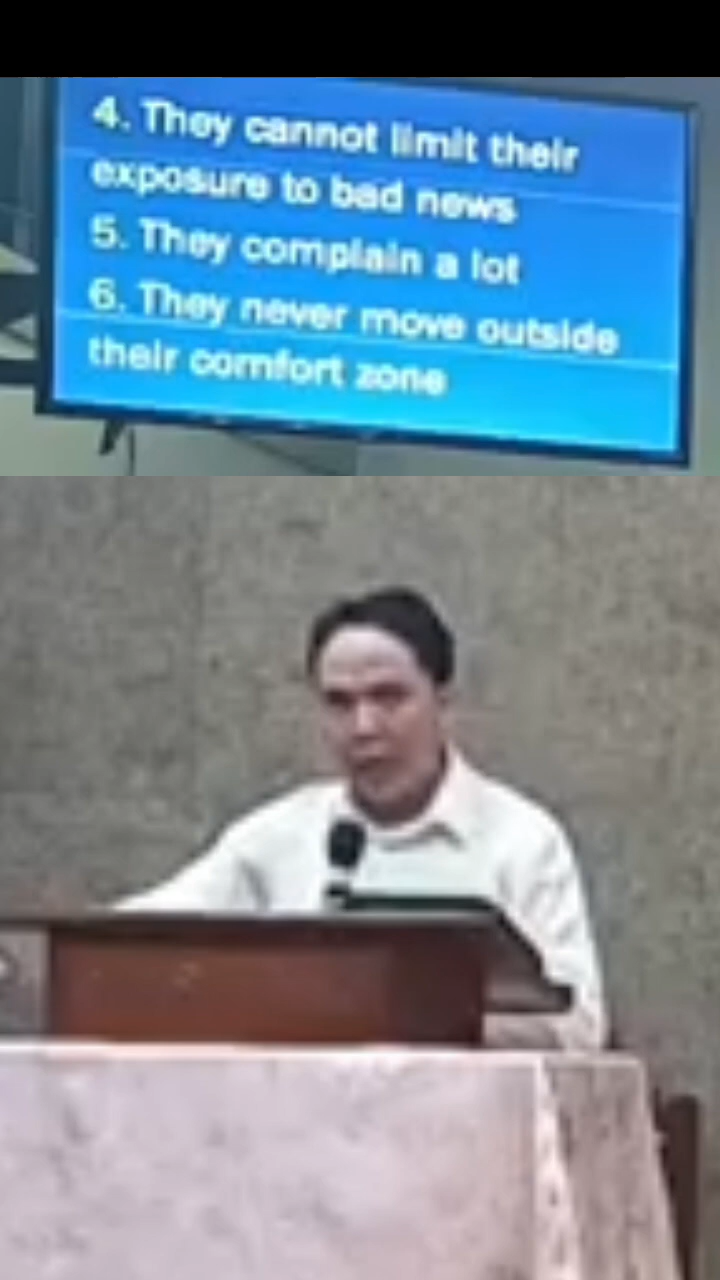 4. They cannot limit their
exposure to bad news
5. They complain a lot
6. They never move outside
their comfort zone